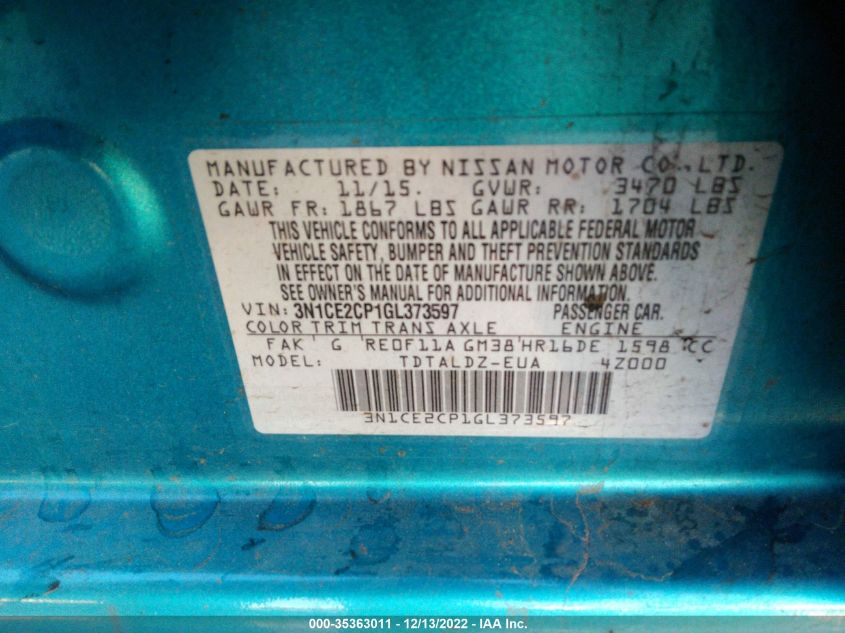 MANUFACTURED BY NISSAN MOTOR CO., LTD.
DATE: 11/15. GVWR: 3470 LBS
GAWR FR: 1867 LBS GAWR RR: 1704 LBS
THIS VEHICLE CONFORMS TO ALL APPLICABLE FEDERAL MOTOR
VEHICLE SAFETY, BUMPER AND THEFT PREVENTION STANDARDS
IN EFFECT ON THE DATE OF MANUFACTURE SHOWN ABOVE.
SEE OWNER'S MANUAL FOR ADDITIONAL INFORMATION.
VIN: 3N1CE2CP1GL373597 PASSENGER CAR.
COLOR TRIM TRANS AXLE ENGINE
FAK G RE0F11A GM38 HR16DE 1598 CC
MODEL: TDTALDZ-EUA 4Z000
3N1CE2CP1GL373597
000-35363011 - 12/13/2022 - IAA Inc.